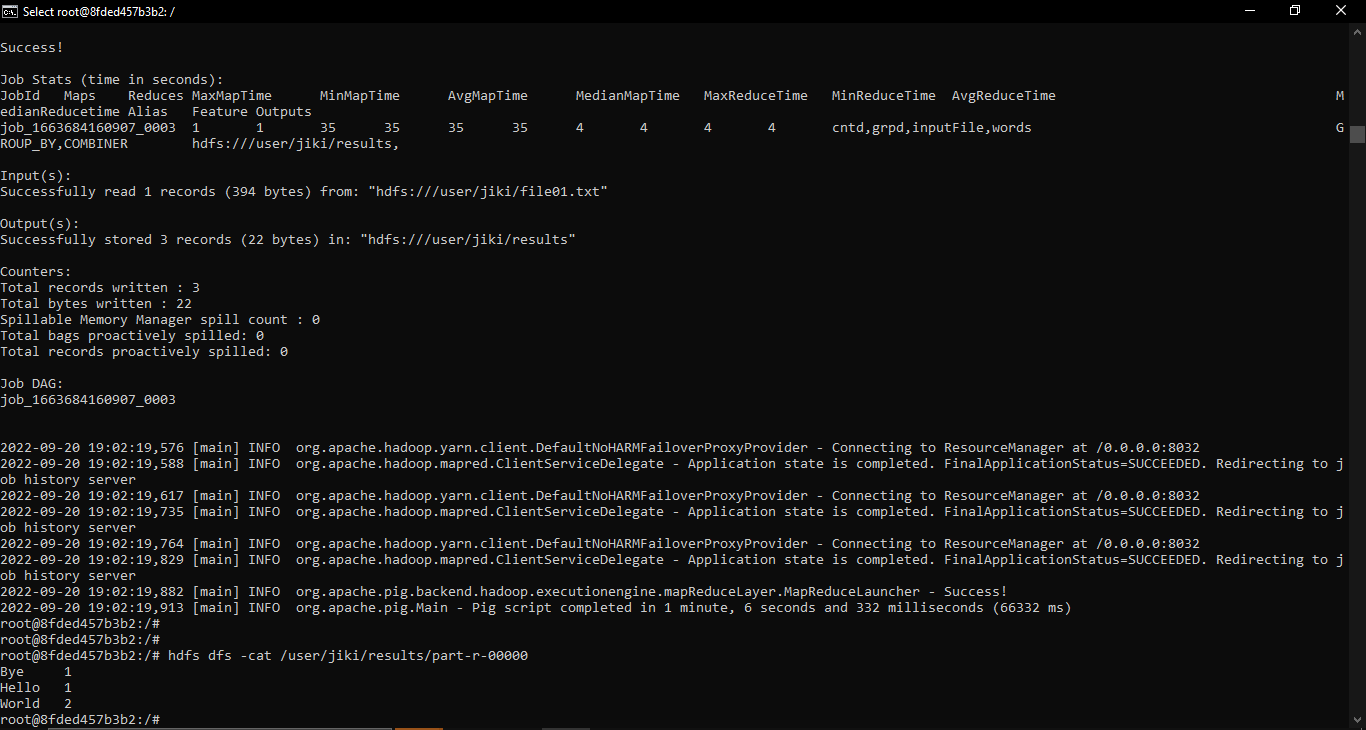 Select root@8fded457b3b2: /
Success!
Job Stats (time in seconds):
JobId   Maps    Reduces MaxMapTime      MinMapTime      AvgMapTime      MedianMapTime   MaxReduceTime   MinReduceTime  AvgReduceTime                                   M
edianReducetime Alias   Feature Outputs
job_1663684160907_0003  1       1       35      35      35      35      4       4       4       4       cntd,grpd,inputFile,words                                      G
ROUP_BY,COMBINER        hdfs:///user/jiki/results,
Input(s):
Successfully read 1 records (394 bytes) from: "hdfs:///user/jiki/file01.txt"
Output(s):
Successfully stored 3 records (22 bytes) in: "hdfs:///user/jiki/results"
Counters:
Total records written : 3
Total bytes written : 22
Spillable Memory Manager spill count : 0
Total bags proactively spilled: 0
Total records proactively spilled: 0
Job DAG:
job_1663684160907_0003
2022-09-20 19:02:19,576 [main] INFO  org.apache.hadoop.yarn.client.DefaultNoHARMFailoverProxyProvider - Connecting to ResourceManager at /0.0.0.0:8032
2022-09-20 19:02:19,588 [main] INFO  org.apache.hadoop.mapred.ClientServiceDelegate - Application state is completed. FinalApplicationStatus=SUCCEEDED. Redirecting to j
ob history server
2022-09-20 19:02:19,617 [main] INFO  org.apache.hadoop.yarn.client.DefaultNoHARMFailoverProxyProvider - Connecting to ResourceManager at /0.0.0.0:8032
2022-09-20 19:02:19,735 [main] INFO  org.apache.hadoop.mapred.ClientServiceDelegate - Application state is completed. FinalApplicationStatus=SUCCEEDED. Redirecting to j
ob history server
2022-09-20 19:02:19,764 [main] INFO  org.apache.hadoop.yarn.client.DefaultNoHARMFailoverProxyProvider - Connecting to ResourceManager at /0.0.0.0:8032
2022-09-20 19:02:19,829 [main] INFO  org.apache.hadoop.mapred.ClientServiceDelegate - Application state is completed. FinalApplicationStatus=SUCCEEDED. Redirecting to j
ob history server
2022-09-20 19:02:19,882 [main] INFO  org.apache.pig.backend.hadoop.executionengine.mapReduceLayer.MapReduceLauncher - Success!
2022-09-20 19:02:19,913 [main] INFO  org.apache.pig.Main - Pig script completed in 1 minute, 6 seconds and 332 milliseconds (66332 ms)
root@8fded457b3b2:/#
root@8fded457b3b2:/#
root@8fded457b3b2:/# hdfs dfs -cat /user/jiki/results/part-r-00000
Bye     1
Hello   1
World   2
root@8fded457b3b2:/#